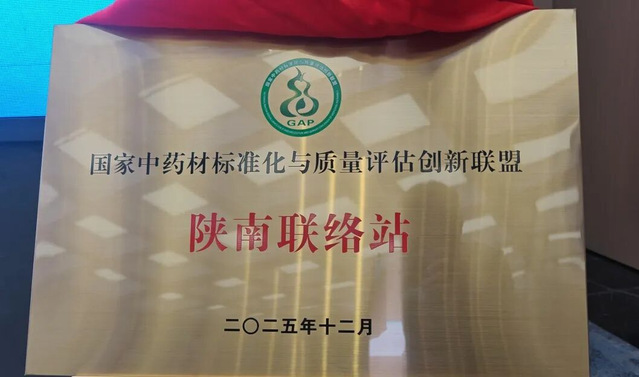 GAP
国家中药材标准化与质量评估创新联盟
陕南联络站
二〇二五年十二月